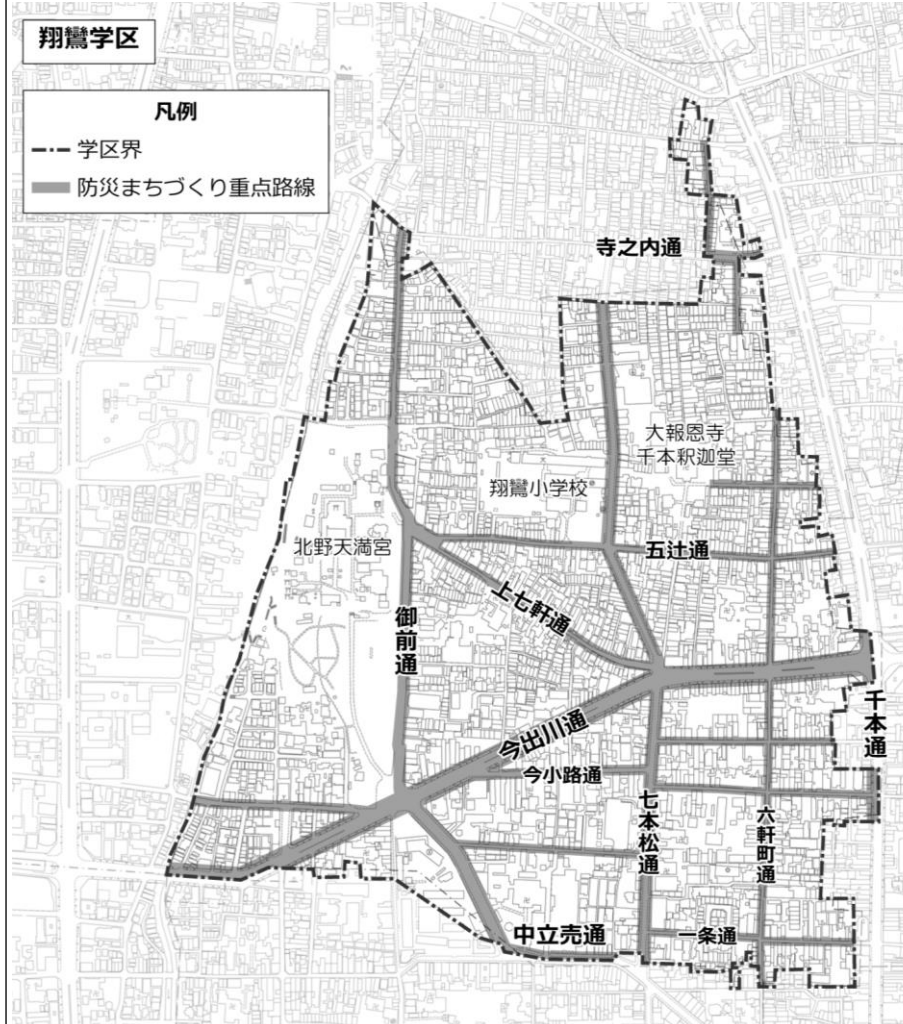 翔鸞学区
凡例
学区界
防災まちづくり重点路線
寺之内通
大報恩寺
千本釈迦堂
翔鸞小学校
北野天満宮
五辻通
上七軒通
御前通
今出川通
千本通
今小路通
七本松通
六軒町通
中立売通
一条通